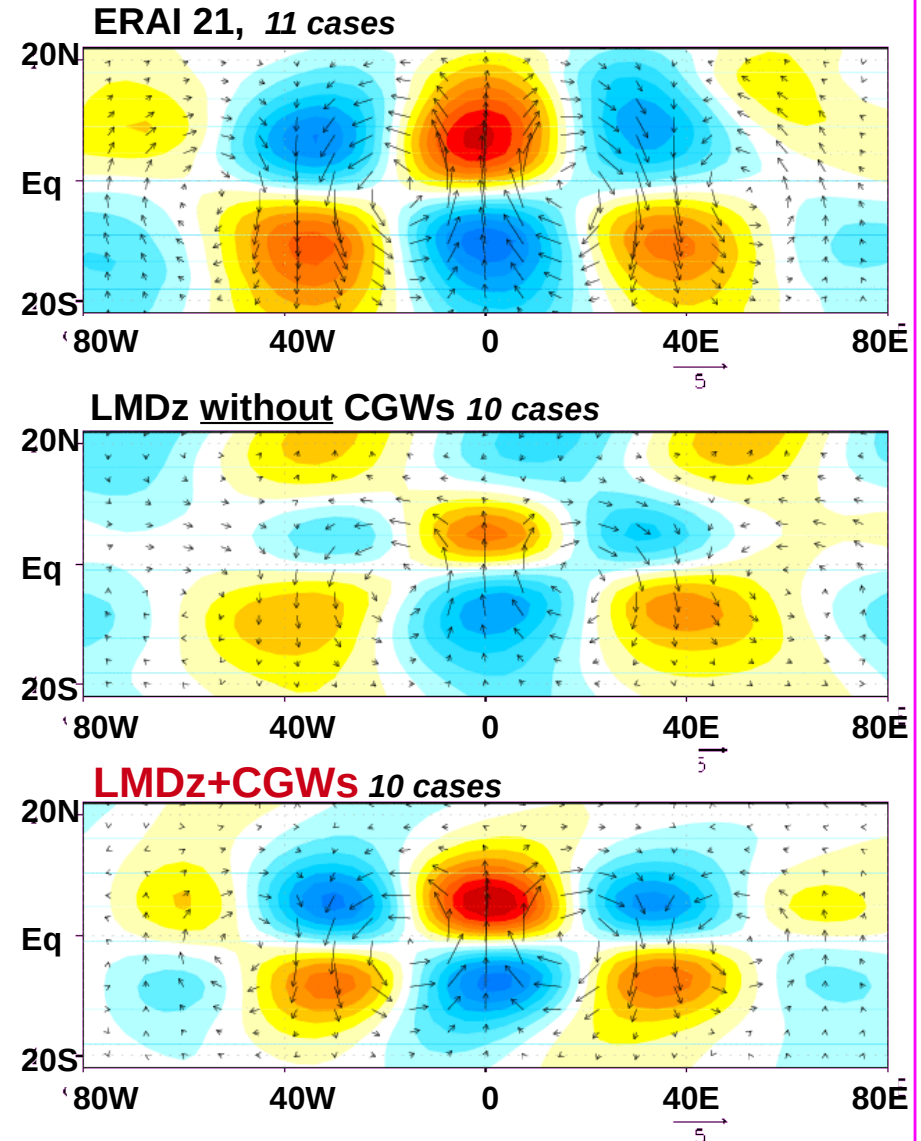 ERAI 21, 11 cases
20N
Eq
20S
80W 40W 0 40E 80E
5
LMDz without CGWs 10 cases
20N
Eq
20S
80W 40W 0 40E 80E
5
LMDz+CGWs 10 cases
20N
Eq
20S
80W 40W 0 40E 80E
5